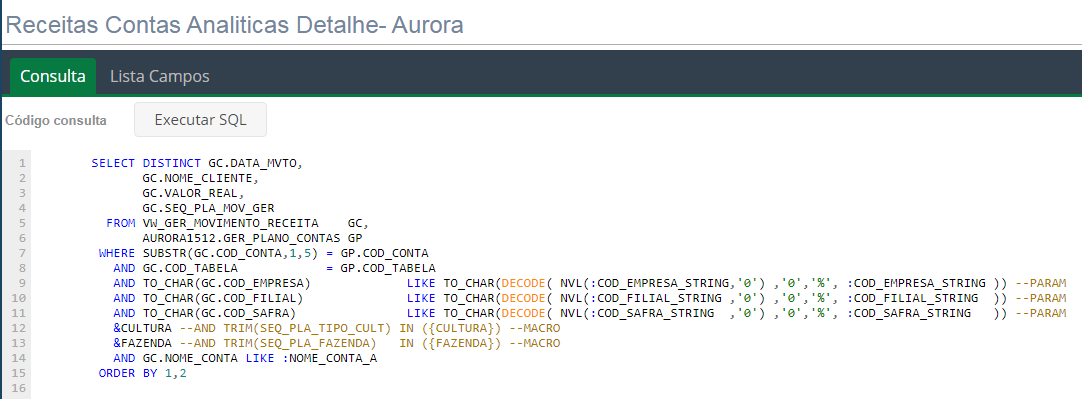 Receitas Contas Analiticas Detalhe- Aurora
Consulta Lista Campos
Código consulta Executar SQL
1 SELECT DISTINCT GC.DATA_MVTO,
2 GC.NOME_CLIENTE,
3 GC.VALOR_REAL,
4 GC.SEQ_PLA_MOV_GER
5 FROM VW_GER_MOVIMENTO_RECEITA GC,
6 AURORA1512.GER_PLANO_CONTAS GP
7 WHERE SUBSTR(GC.COD_CONTA,1,5) = GP.COD_CONTA
8 AND GC.COD_TABELA = GP.COD_TABELA
9 AND TO_CHAR(GC.COD_EMPRESA) LIKE TO_CHAR(DECODE( NVL(:COD_EMPRESA_STRING,'0') ,'0','%', :COD_EMPRESA_STRING )) --PARAM
10 AND TO_CHAR(GC.COD_FILIAL) LIKE TO_CHAR(DECODE( NVL(:COD_FILIAL_STRING ,'0') ,'0','%', :COD_FILIAL_STRING )) --PARAM
11 AND TO_CHAR(GC.COD_SAFRA) LIKE TO_CHAR(DECODE( NVL(:COD_SAFRA_STRING ,'0') ,'0','%', :COD_SAFRA_STRING )) --PARAM
12 &CULTURA --AND TRIM(SEQ_PLA_TIPO_CULT) IN ({CULTURA}) --MACRO
13 &FAZENDA --AND TRIM(SEQ_PLA_FAZENDA) IN ({FAZENDA}) --MACRO
14 AND GC.NOME_CONTA LIKE :NOME_CONTA_A
15 ORDER BY 1,2
16